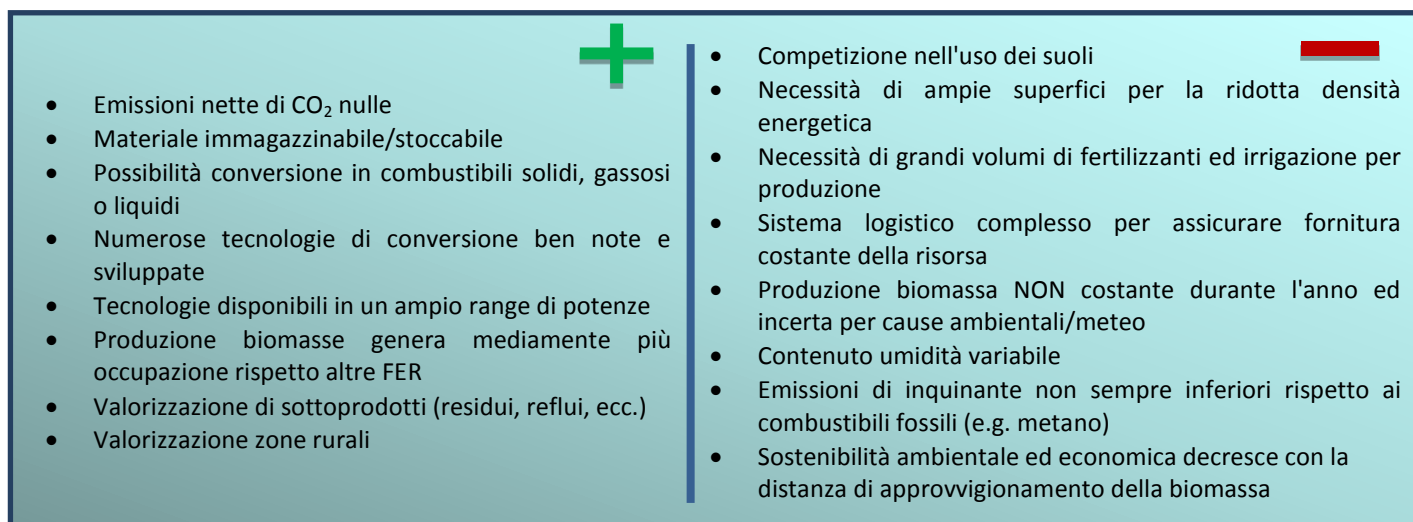 • Emissioni nette di CO₂ nulle
• Materiale immagazzinabile/stoccabile
• Possibilità conversione in combustibili solidi, gassosi
o liquidi
• Numerose tecnologie di conversione ben note e
sviluppate
• Tecnologie disponibili in un ampio range di potenze
• Produzione biomasse genera mediamente più
occupazione rispetto altre FER
• Valorizzazione di sottoprodotti (residui, reflui, ecc.)
• Valorizzazione zone rurali
• Competizione nell'uso dei suoli
• Necessità di ampie superfici per la ridotta densità
energetica
• Necessità di grandi volumi di fertilizzanti ed irrigazione per
produzione
• Sistema logistico complesso per assicurare fornitura
costante della risorsa
• Produzione biomassa NON costante durante l'anno ed
incerta per cause ambientali/meteo
• Contenuto umidità variabile
• Emissioni di inquinante non sempre inferiori rispetto ai
combustibili fossili (e.g. metano)
• Sostenibilità ambientale ed economica decresce con la
distanza di approvvigionamento della biomassa